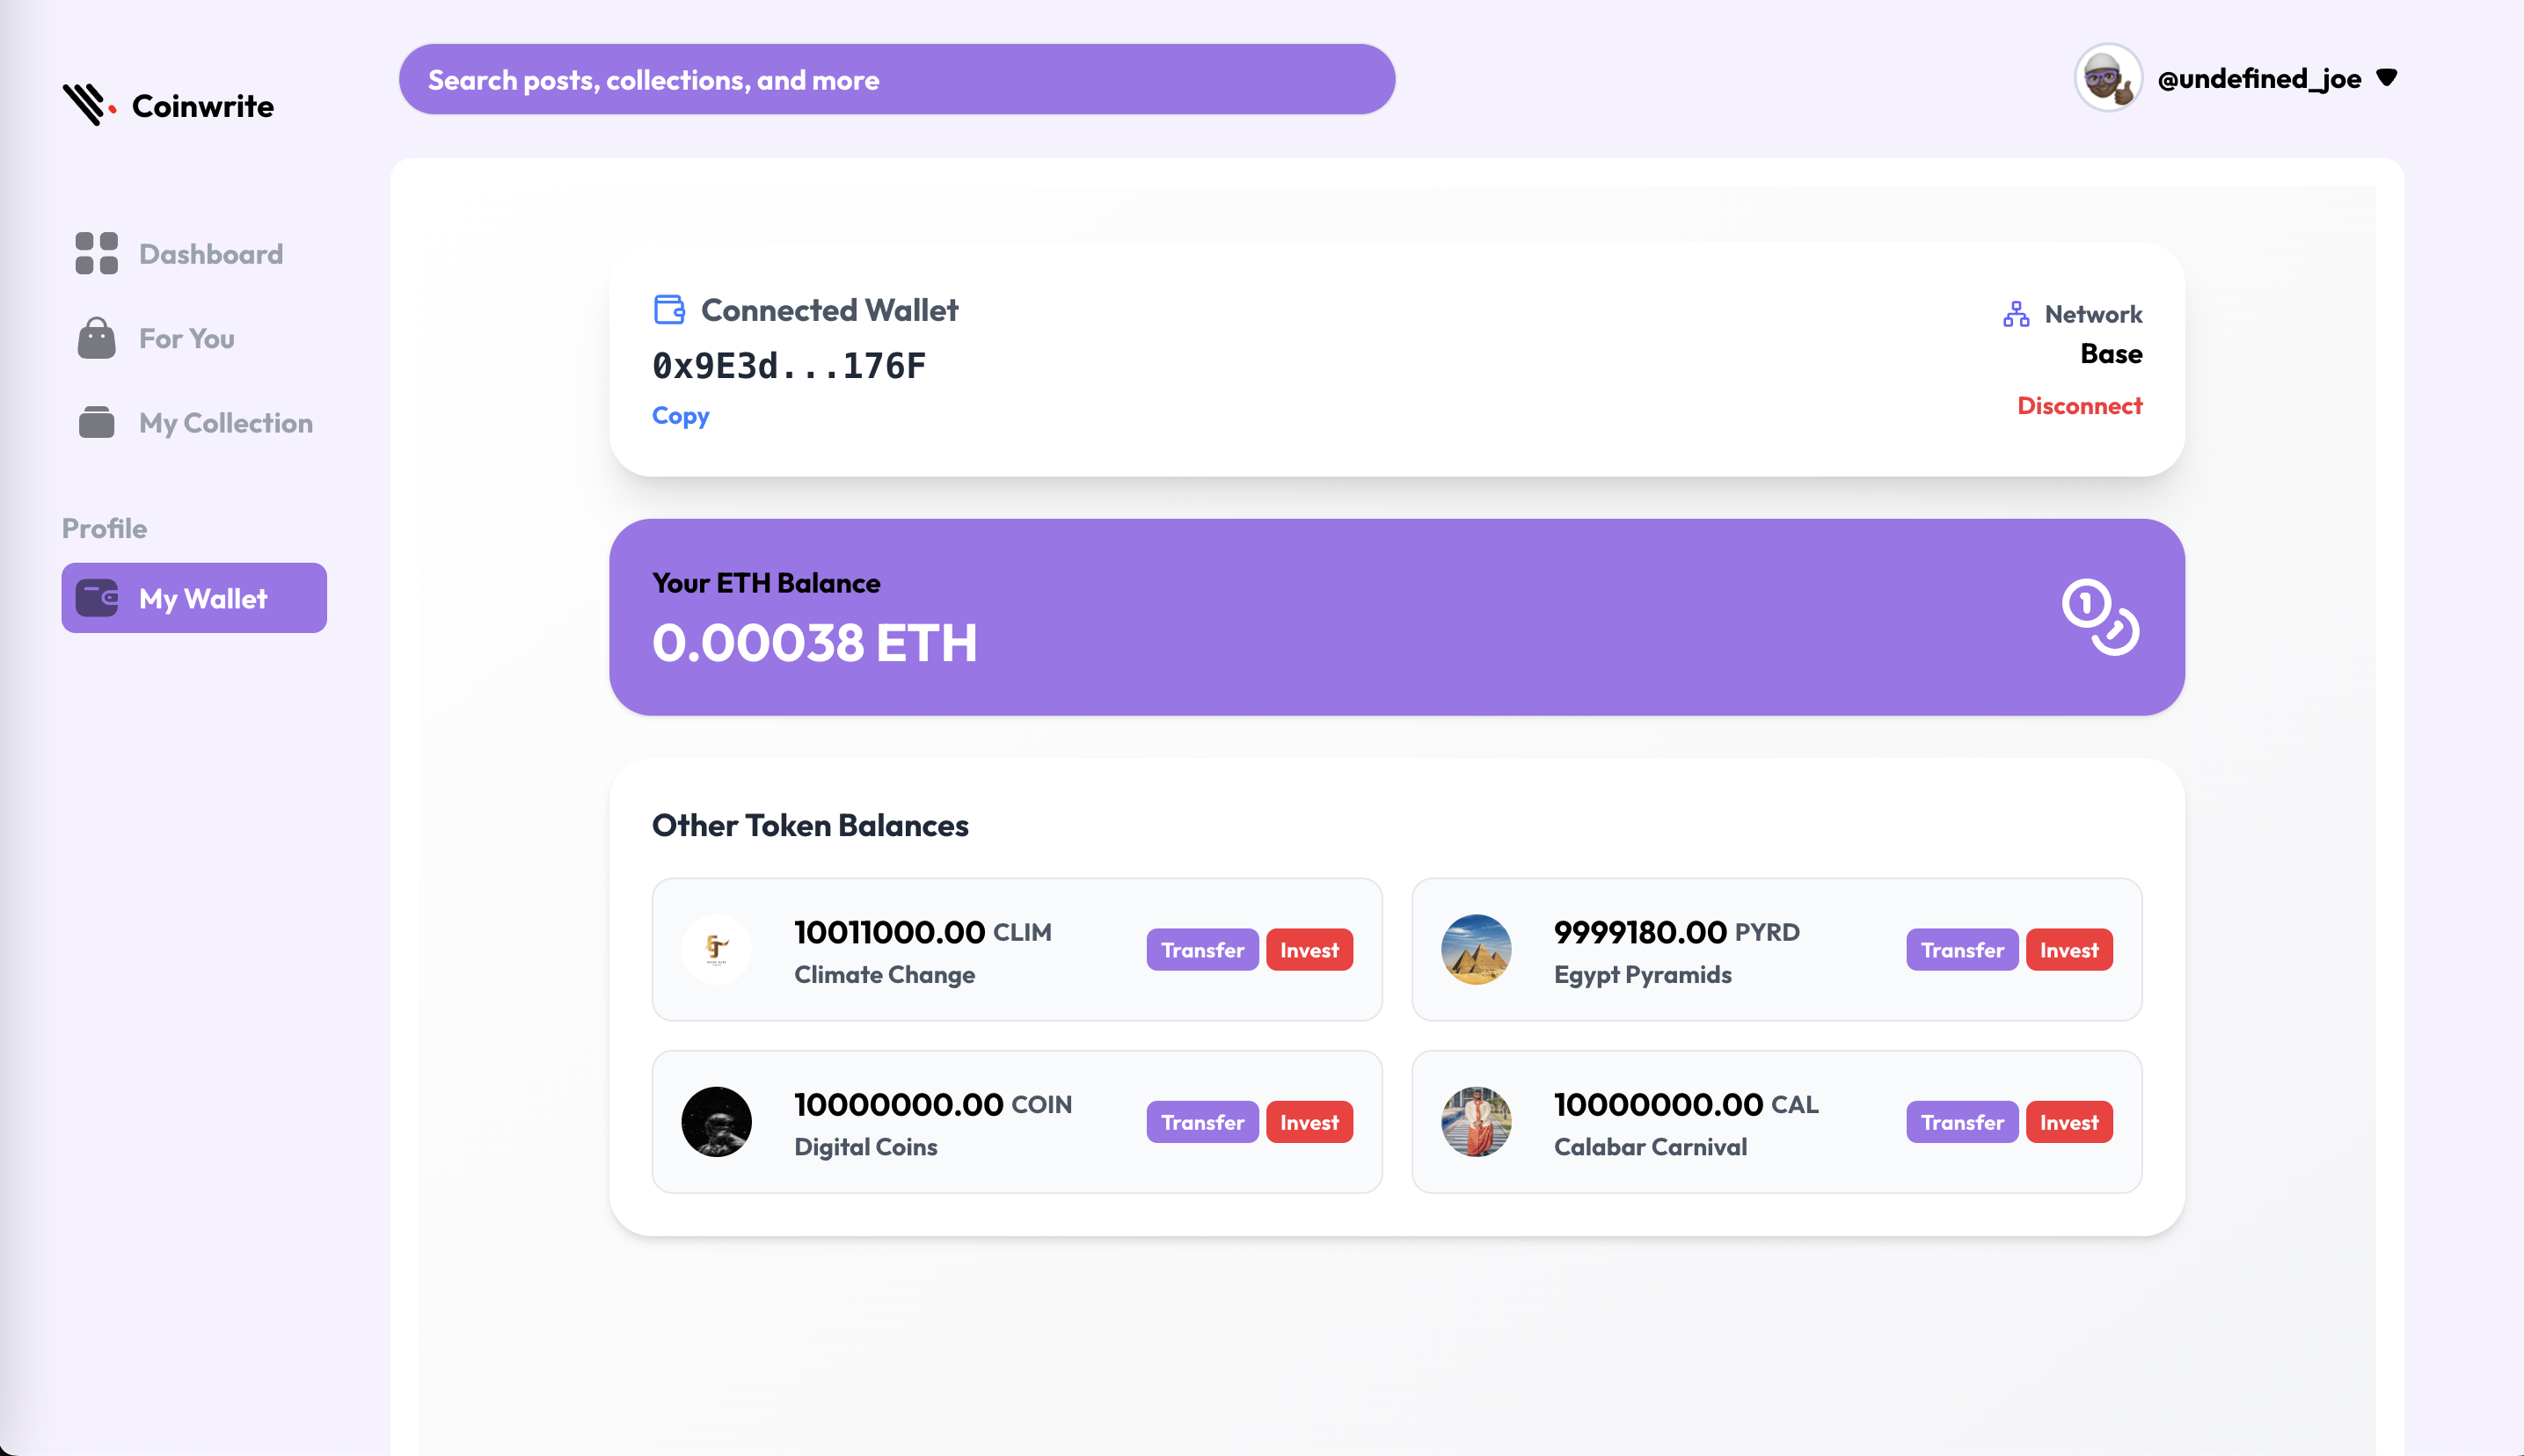 Coinwrite
Search posts, collections, and more
@undefined_joe
Dashboard
For You
My Collection
Profile
My Wallet
Connected Wallet
0x9E3d...176F
Copy
Network
Base
Disconnect
Your ETH Balance
0.00038 ETH
Other Token Balances
10011000.00 CLIM
Climate Change
Transfer Invest
9999180.00 PYRD
Egypt Pyramids
Transfer Invest
10000000.00 COIN
Digital Coins
Transfer Invest
10000000.00 CAL
Calabar Carnival
Transfer Invest